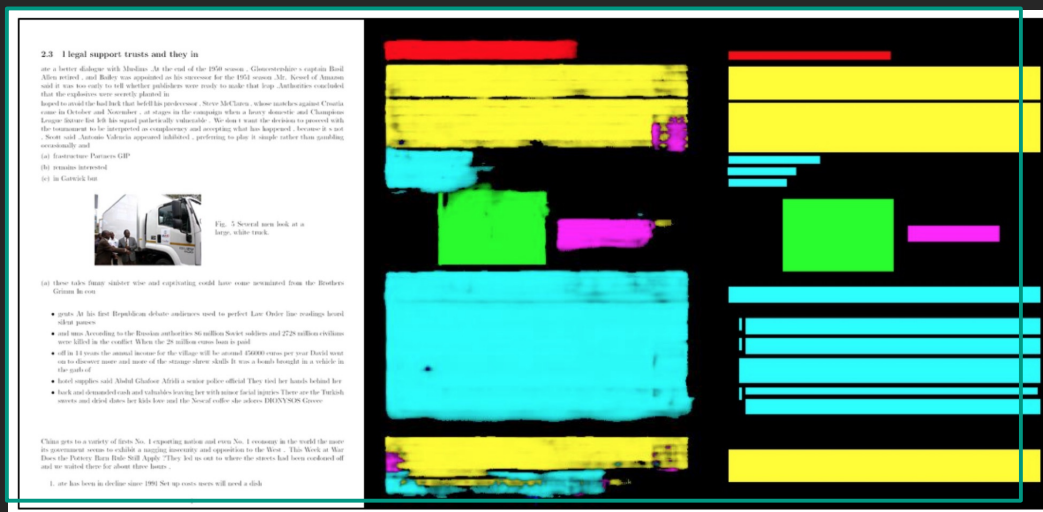 2.3 l legal support trusts and they in
ate a better dialogue with Muslims .At the end of the 1950 season , Gloucestershire s captain Basil
Allen retired , and Bailey was appointed as his successor for the 1951 season .Mr. Kessel of Amazon
said it was too early to tell whether publishers were ready to make that leap .Authorities concluded
that the explosives were secretly planted in
hoped to avoid the bad luck that befell his predecessor , Steve McClaren , whose matches against Croatia
came in October and November , at stages in the campaign when a heavy domestic and Champions
League fixture list left his squad pathetically vulnerable . We don t want the decision to proceed with
the tournament to be interpreted as complacency and accepting what has happened , because it s not
, Scott said .Antonio Valencia appeared inhibited , preferring to play it simple rather than gambling
occasionally and
(a) frastructure Partners GIP
(b) remains interested
(c) in Gatwick but
Fig. 5 Several men look at a
large, white truck.
(a) these tales funny sinister wise and captivating could have come newminted from the Brothers
Grimm In con
• gents At his first Republican debate audiences used to perfect Law Order line readings heard
silent pauses
• and uma According to the Russian authorities 86 million Soviet soldiers and 2728 million civilians
were killed in the conflict When the 28 million euros loan is paid
• off in 14 years the annual income for the village will be around 456000 euros per year David went
on to discover more and more of the strange shrew skulls It was a bomb brought in a vehicle in
the garb of
• hotel supplies said Abdul Ghafoor Afridi a senior police official They tied her hands behind her
• back and demanded cash and valuables leaving her with minor facial injuries There are the Turkish
sweets and dried dates her kids love and the Nescaf coffee she adores DIONYSOS Greece
China gets to a variety of firsts No. 1 exporting nation and even No. 1 economy in the world the more
its government seems to exhibit a nagging insecurity and opposition to the West . This Week at War
Does the Pottery Barn Rule Still Apply ?They led us out to where the streets had been cordoned off
and we waited there for about three hours .
1. ate has been in decline since 1991 Set up costs users will need a dish